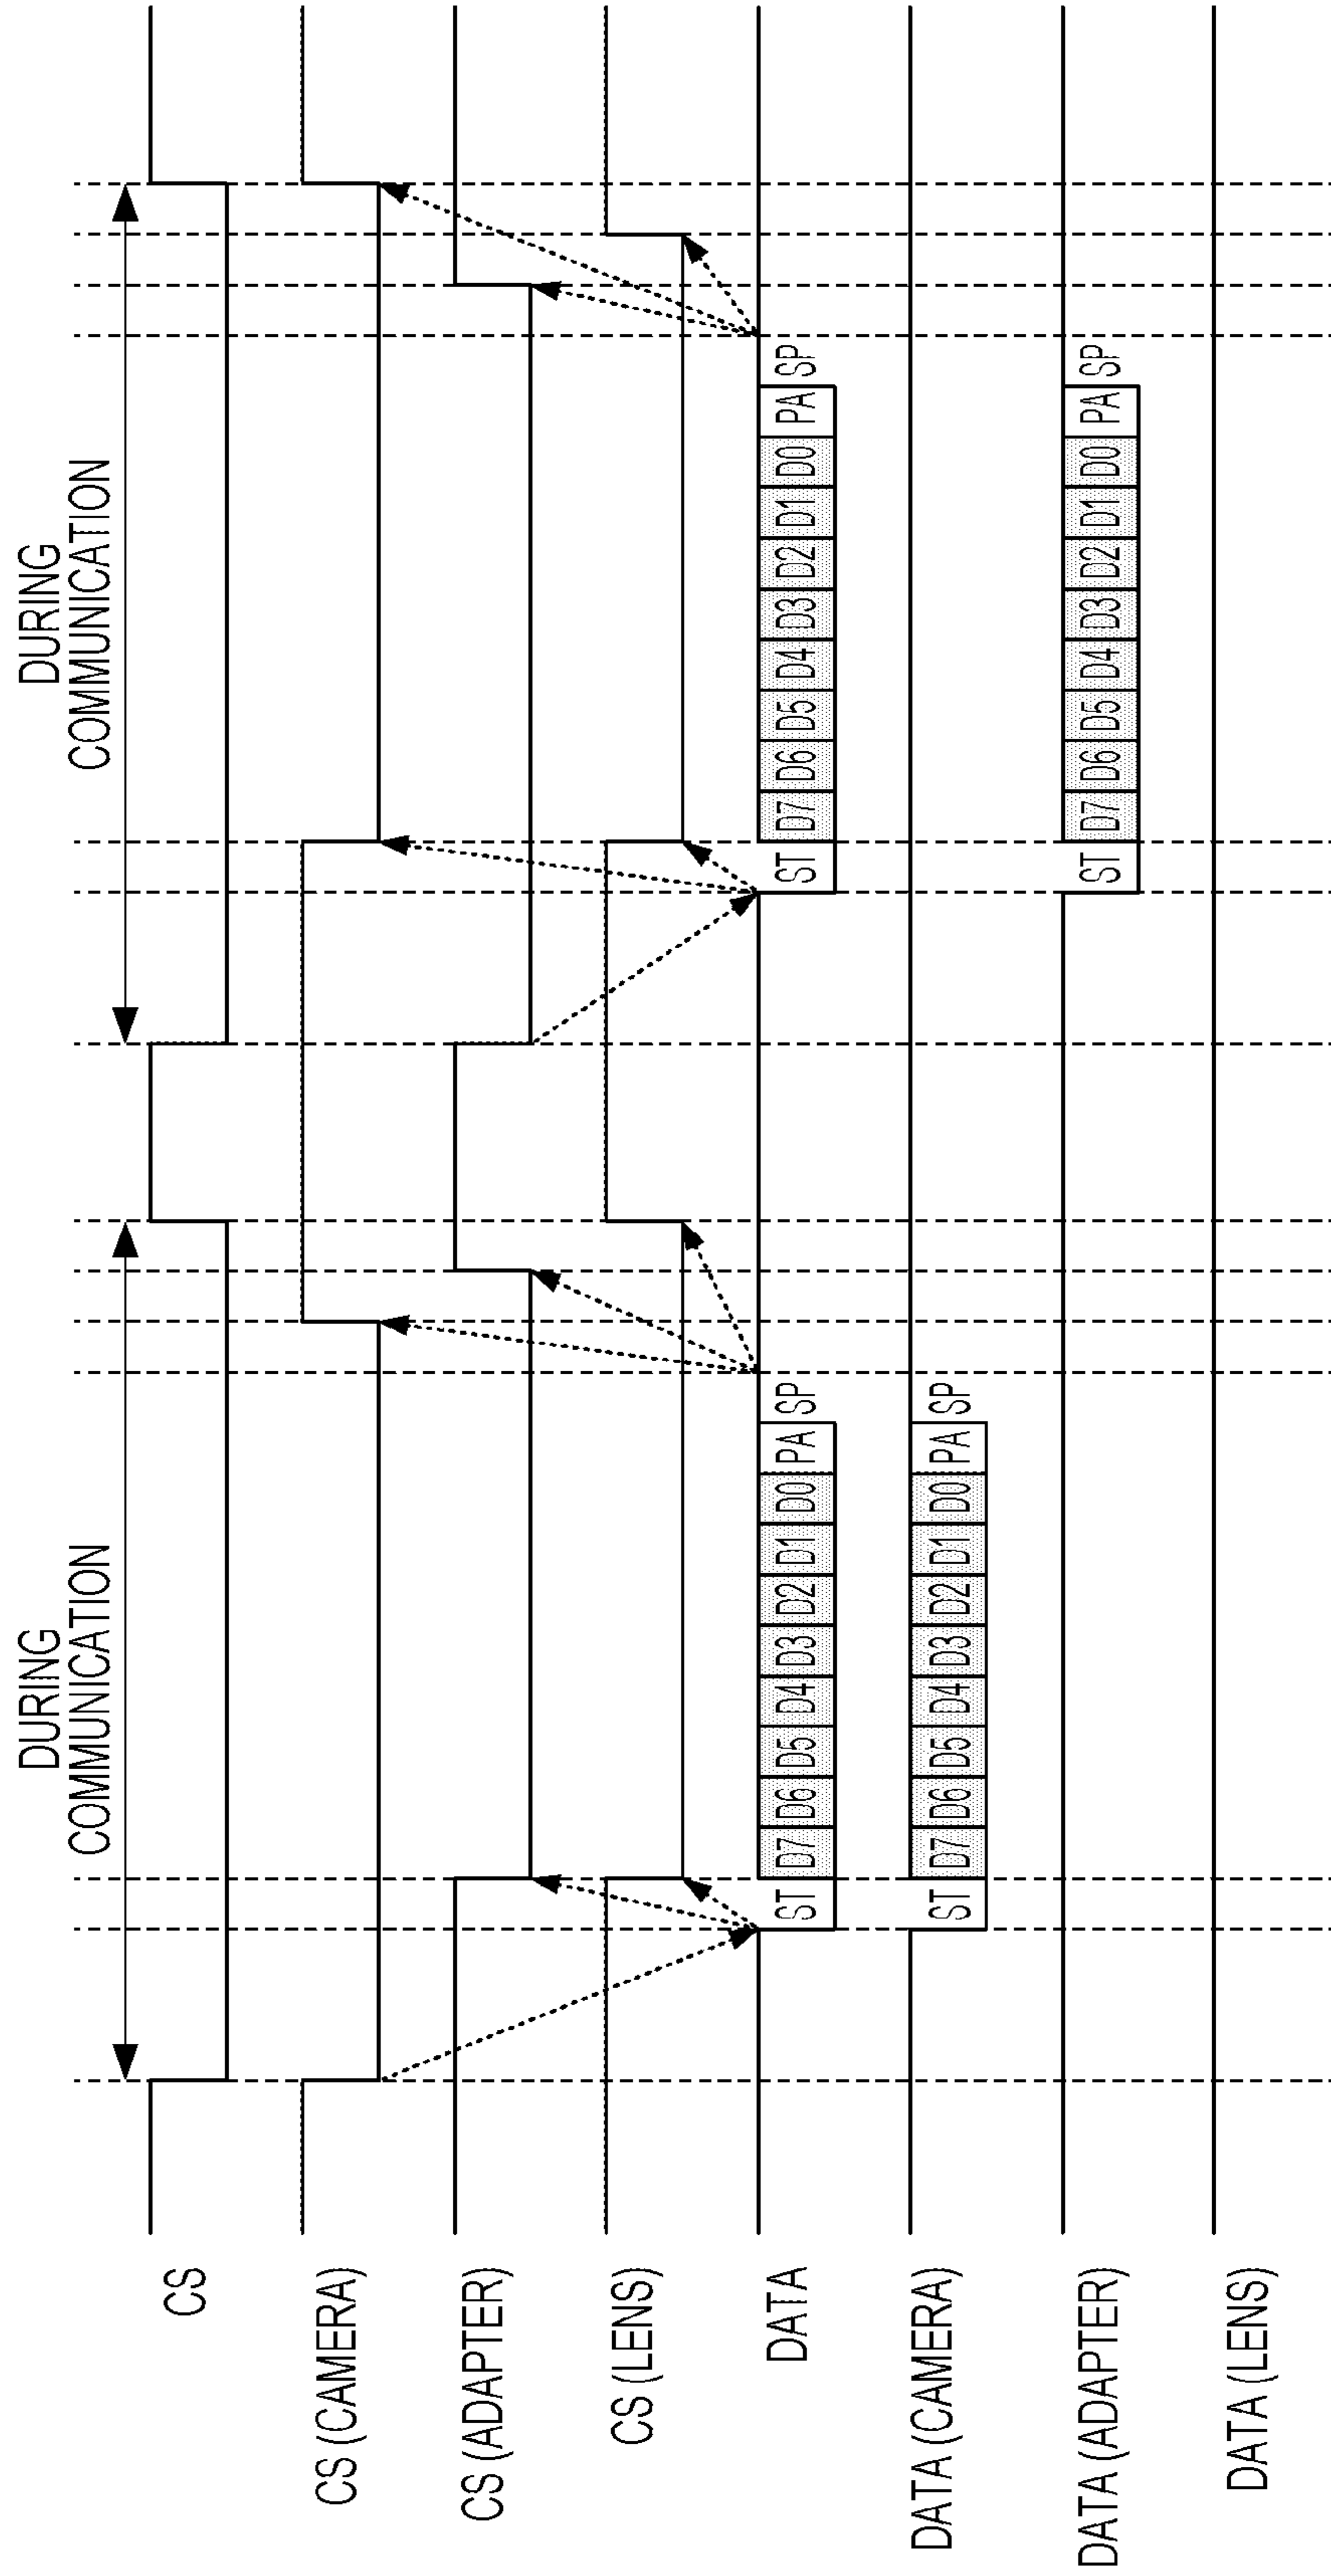 DURING
COMMUNICATION
DURING
COMMUNICATION
CS
CS (CAMERA)
CS (ADAPTER)
CS (LENS)
DATA
ST D7 D6 D5 D4 D3 D2 D1 D0 PA SP
ST D7 D6 D5 D4 D3 D2 D1 D0 PA SP
DATA (CAMERA)
ST D7 D6 D5 D4 D3 D2 D1 D0 PA SP
DATA (ADAPTER)
ST D7 D6 D5 D4 D3 D2 D1 D0 PA SP
DATA (LENS)